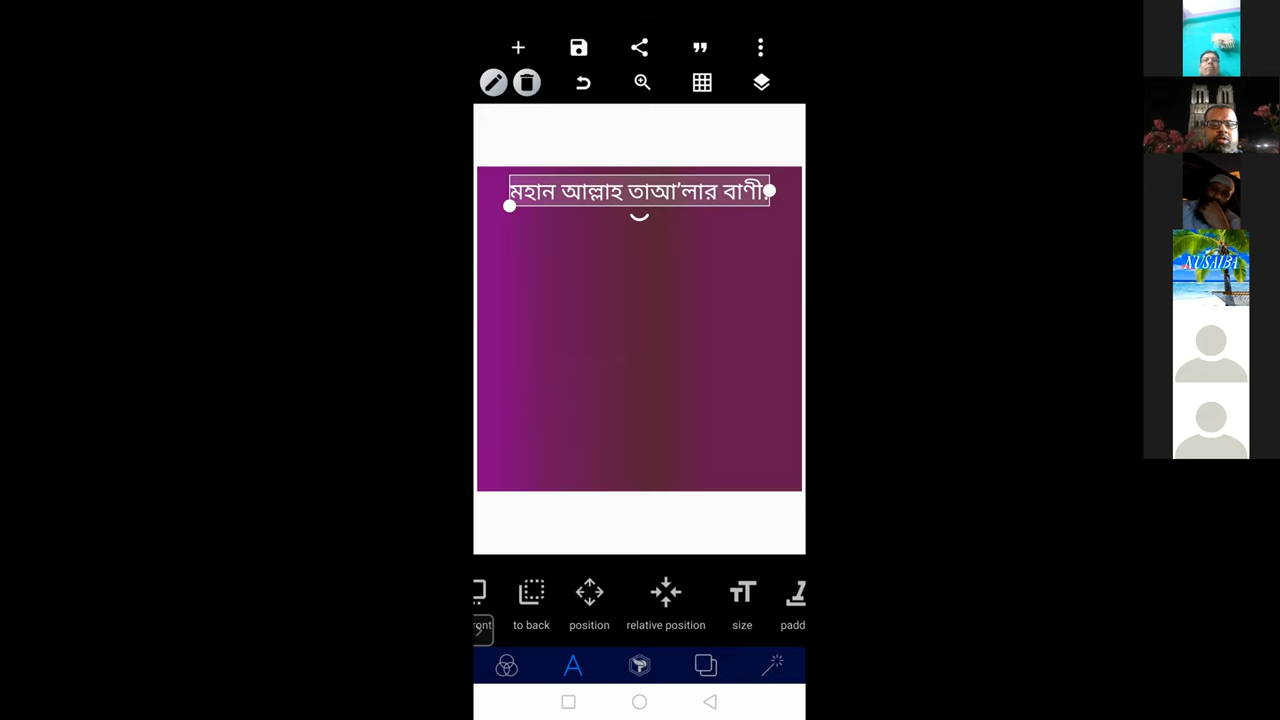 মহান আল্লাহ তাআ'লার বাণী
NUSAIBA
to back
position
relative position
size
padd